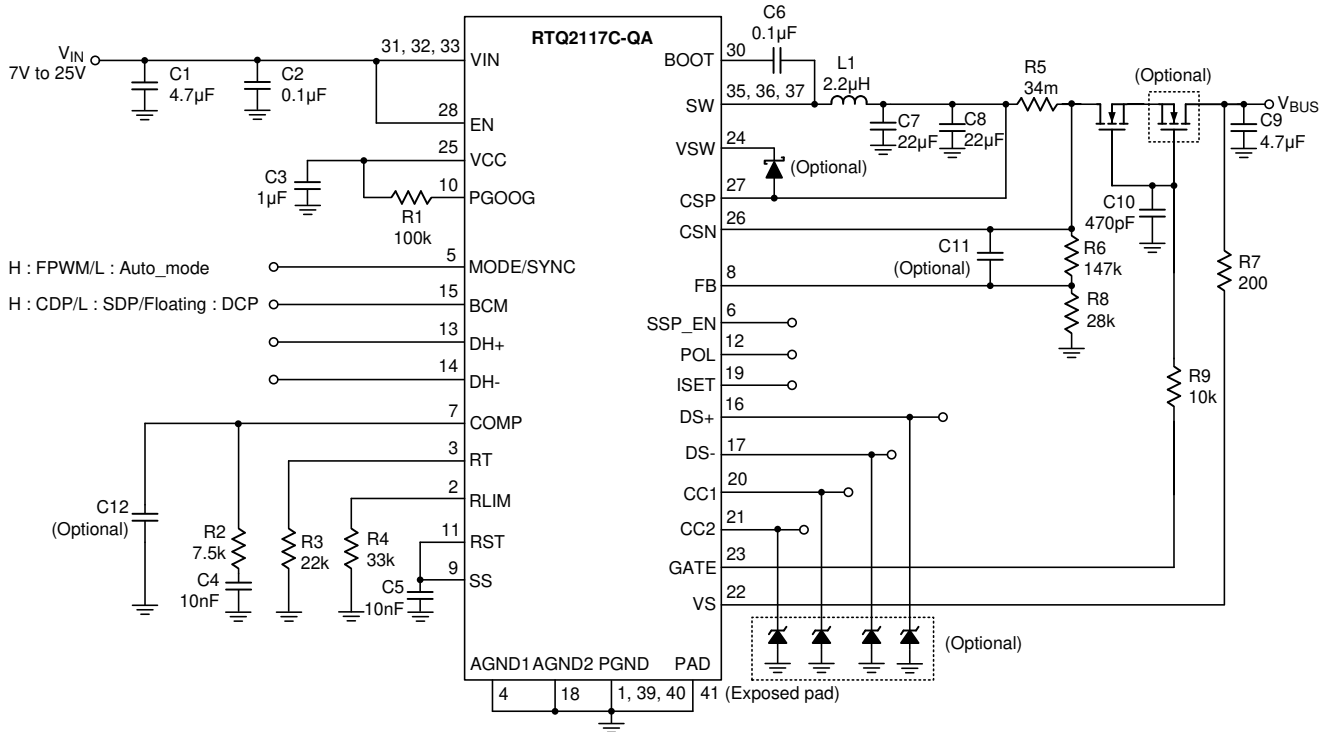 RTQ2117C-QA
VIN
7V to 25V
C1
4.7µF
C2
0.1µF
31, 32, 33
VIN
28
EN
25
VCC
C3
1µF
10
PGOOG
R1
100k
H : FPWM/L : Auto_mode
5
MODE/SYNC
H : CDP/L : SDP/Floating : DCP
15
BCM
13
DH+
14
DH-
7
COMP
3
RT
2
RLIM
11
RST
9
SS
C12
(Optional)
R2
7.5k
C4
10nF
R3
22k
R4
33k
C5
10nF
AGND1 AGND2 PGND PAD
4
18
1, 39, 40
41 (Exposed pad)
BOOT
30
C6
0.1µF
SW
35, 36, 37
L1
2.2µH
C7
22µF
C8
22µF
R5
34m
(Optional)
VBUS
C9
4.7µF
VSW
24
(Optional)
CSP
27
CSN
26
C11
(Optional)
R6
147k
C10
470pF
R7
200
FB
8
R8
28k
SSP_EN
6
POL
12
ISET
19
R9
10k
DS+
16
DS-
17
CC1
20
CC2
21
GATE
23
VS
22
(Optional)